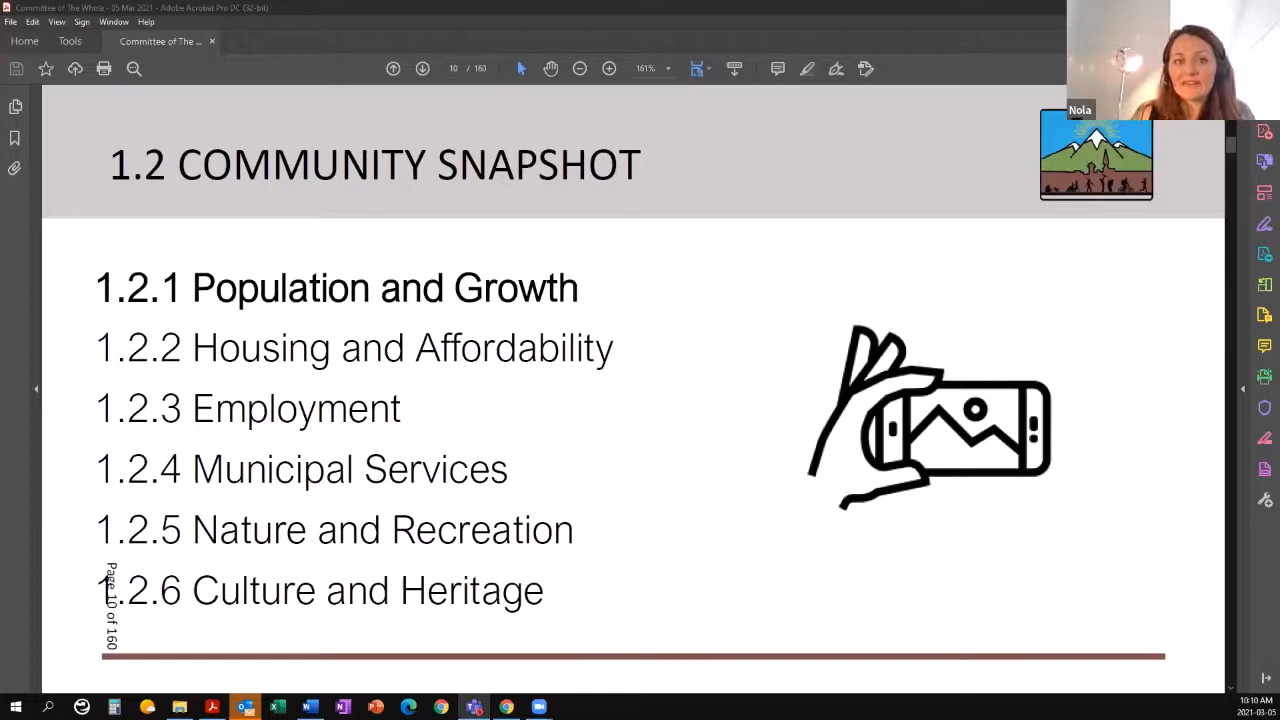 Committee of The Whole - 05 Mar 2021 - Adobe Acrobat Pro DC (32-bit)
File Edit View Sign Window Help
Home Tools Committee of The ... ×
10 / 160 161%
Nola
1.2 COMMUNITY SNAPSHOT
1.2.1 Population and Growth
1.2.2 Housing and Affordability
1.2.3 Employment
1.2.4 Municipal Services
1.2.5 Nature and Recreation
1.2.6 Culture and Heritage
Page 10 of 160
10:10 AM
2021-03-05